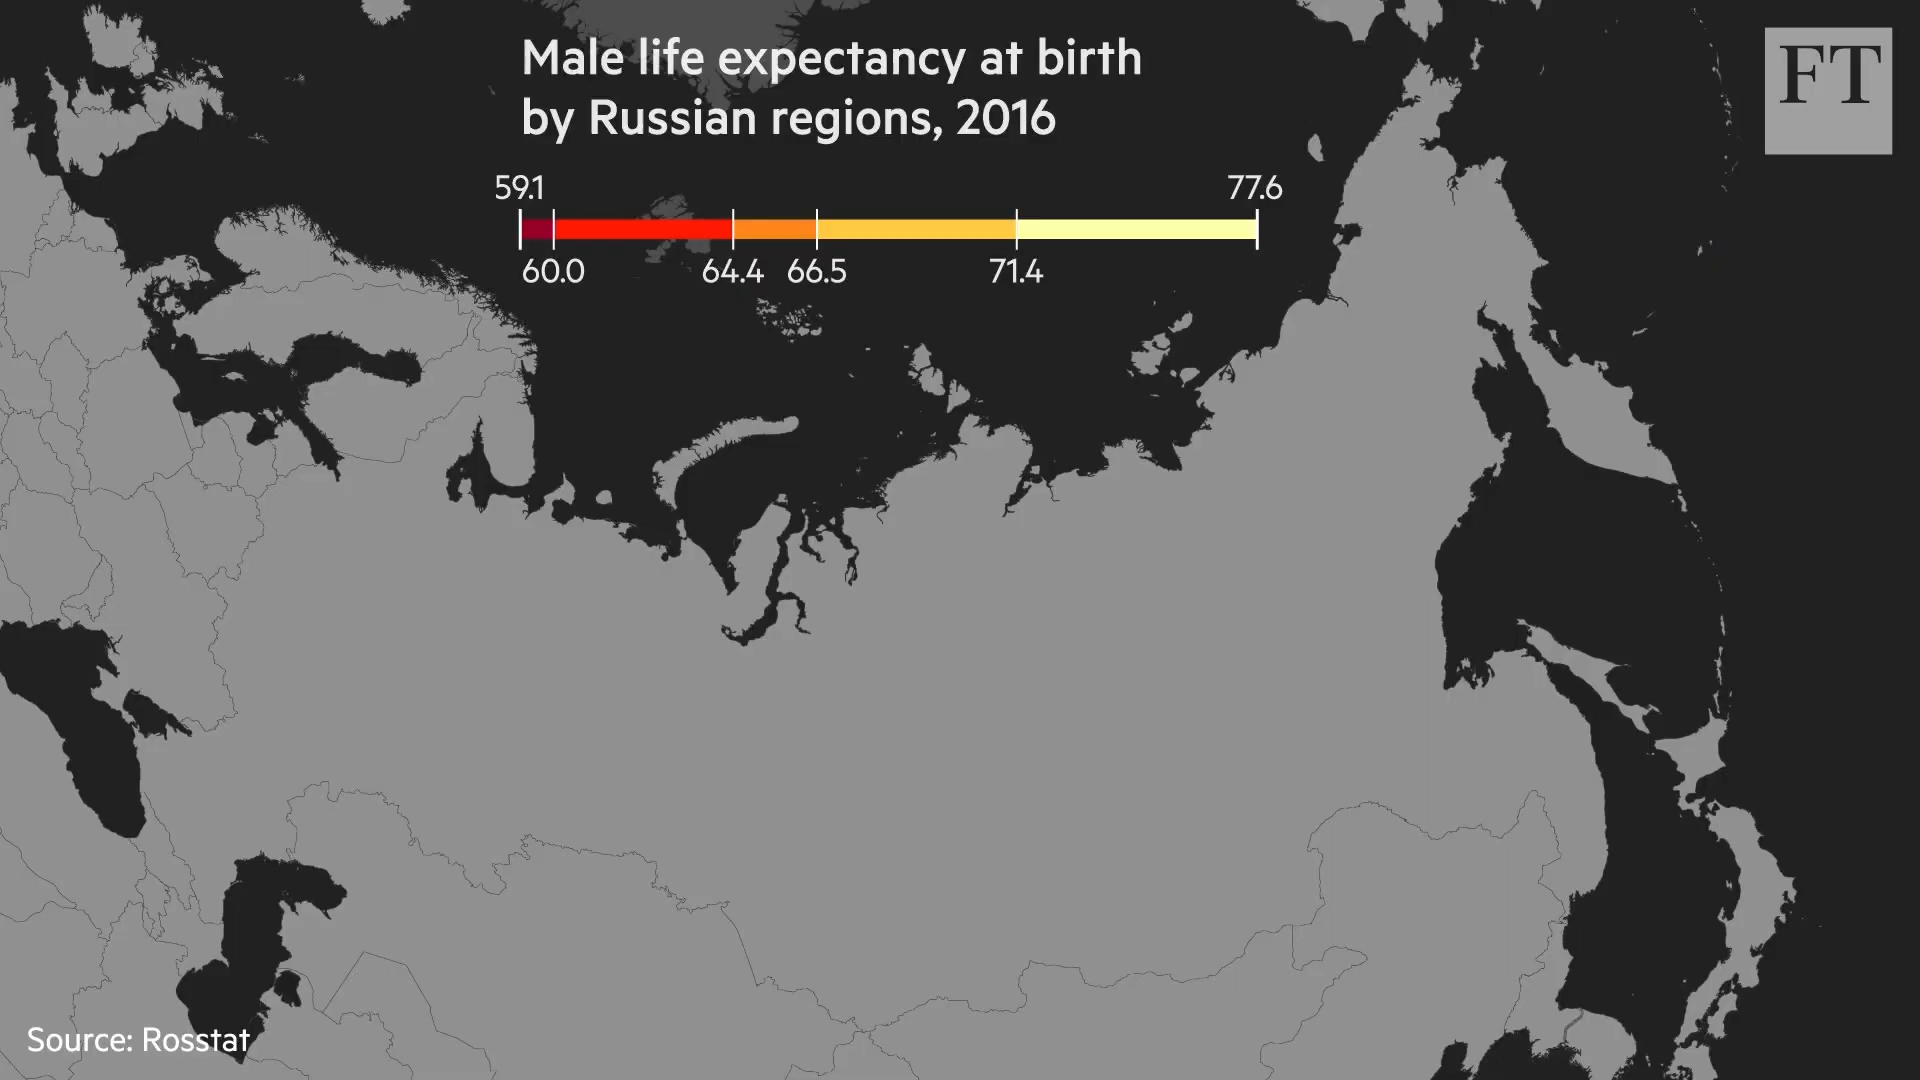 Male life expectancy at birth
by Russian regions, 2016
FT
59.1 77.6
60.0 64.4 66.5 71.4
Source: Rosstat